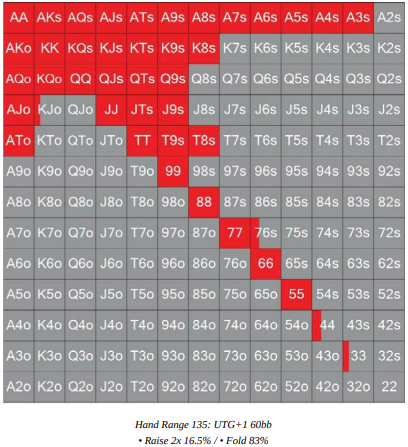 AA AKs AQs AJs ATs A9s A8s A7s A6s A5s A4s A3s A2s
AKo KK KQs KJs KTs K9s K8s K7s K6s K5s K4s K3s K2s
AQo KQo QQ QJs QTs Q9s Q8s Q7s Q6s Q5s Q4s Q3s Q2s
AJo KJo QJo JJ JTs J9s J8s J7s J6s J5s J4s J3s J2s
ATo KTo QTo JTo TT T9s T8s T7s T6s T5s T4s T3s T2s
A9o K9o Q9o J9o T9o 99 98s 97s 96s 95s 94s 93s 92s
A8o K8o Q8o J8o T8o 98o 88 87s 86s 85s 84s 83s 82s
A7o K7o Q7o J7o T7o 97o 87o 77 76s 75s 74s 73s 72s
A6o K6o Q6o J6o T6o 96o 86o 76o 66 65s 64s 63s 62s
A5o K5o Q5o J5o T5o 95o 85o 75o 65o 55 54s 53s 52s
A4o K4o Q4o J4o T4o 94o 84o 74o 64o 54o 44 43s 42s
A3o K3o Q3o J3o T3o 93o 83o 73o 63o 53o 43o 33 32s
A2o K2o Q2o J2o T2o 92o 82o 72o 62o 52o 42o 32o 22
Hand Range 135: UTG+1 60bb
• Raise 2x 16.5% / • Fold 83%